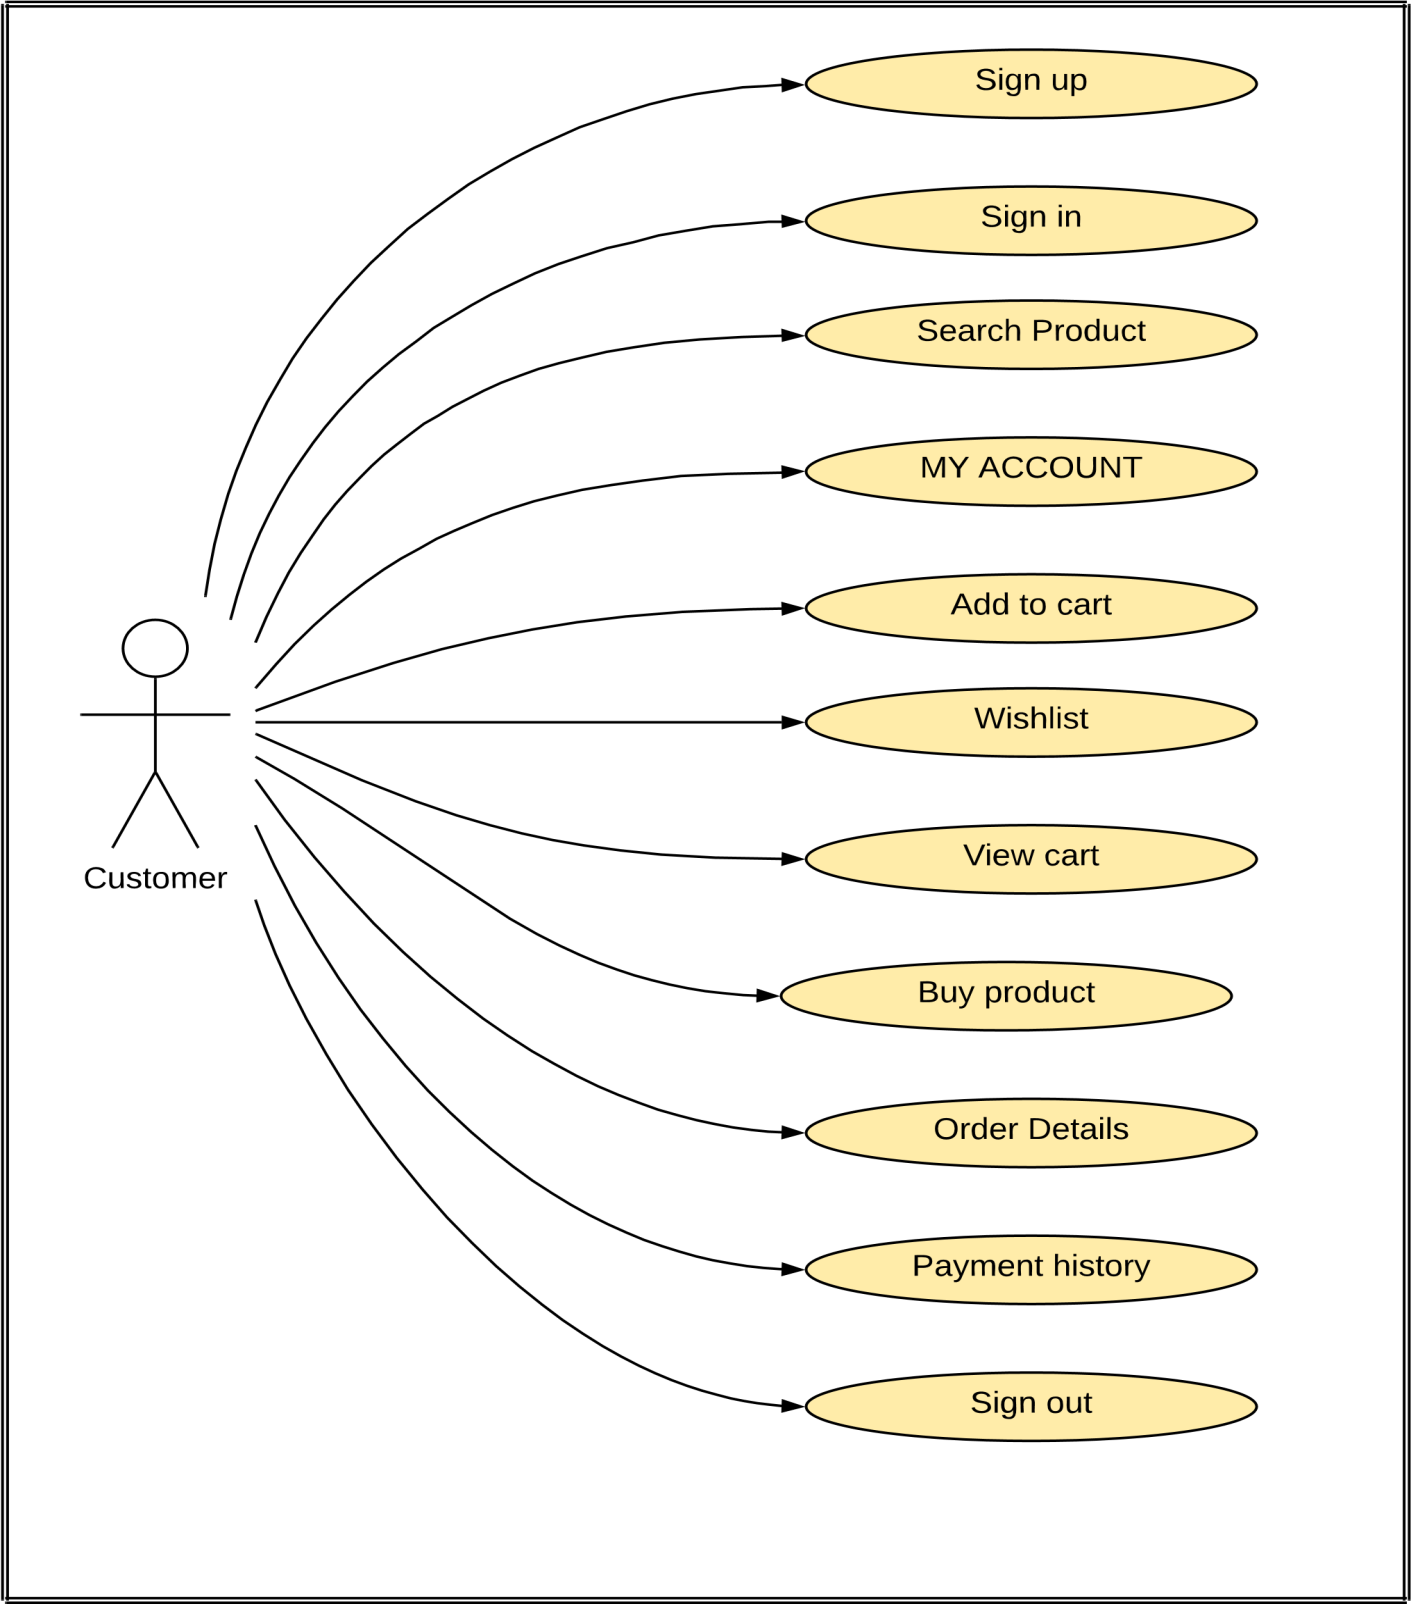 Sign up
Sign in
Search Product
MY ACCOUNT
Add to cart
Wishlist
View cart
Customer
Buy product
Order Details
Payment history
Sign out